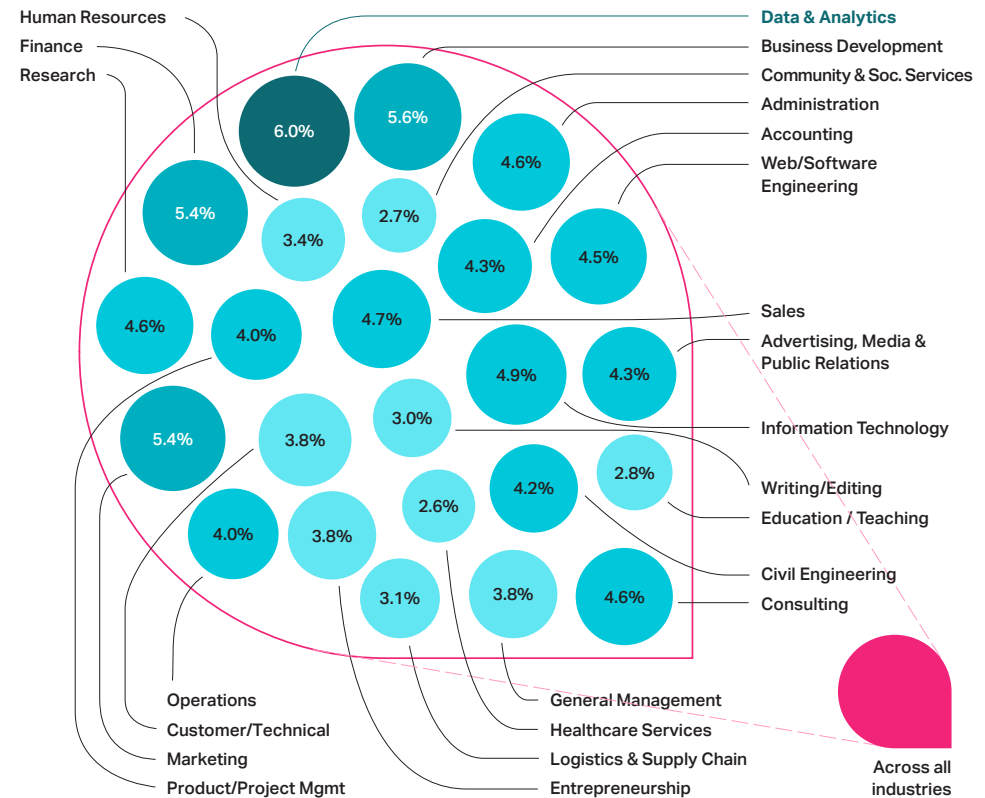 Human Resources
Finance
Research
Data & Analytics
Business Development
Community & Soc. Services
Administration
Accounting
Web/Software
Engineering
6.0%
5.6%
4.6%
5.4%
3.4%
2.7%
4.3%
4.5%
4.6%
4.0%
4.7%
Sales
Advertising, Media &
Public Relations
4.9%
4.3%
5.4%
3.8%
3.0%
Information Technology
2.6%
4.2%
2.8%
Writing/Editing
Education / Teaching
4.0%
3.8%
3.1%
3.8%
4.6%
Civil Engineering
Consulting
Operations
Customer/Technical
Marketing
Product/Project Mgmt
General Management
Healthcare Services
Logistics & Supply Chain
Entrepreneurship
Across all
industries